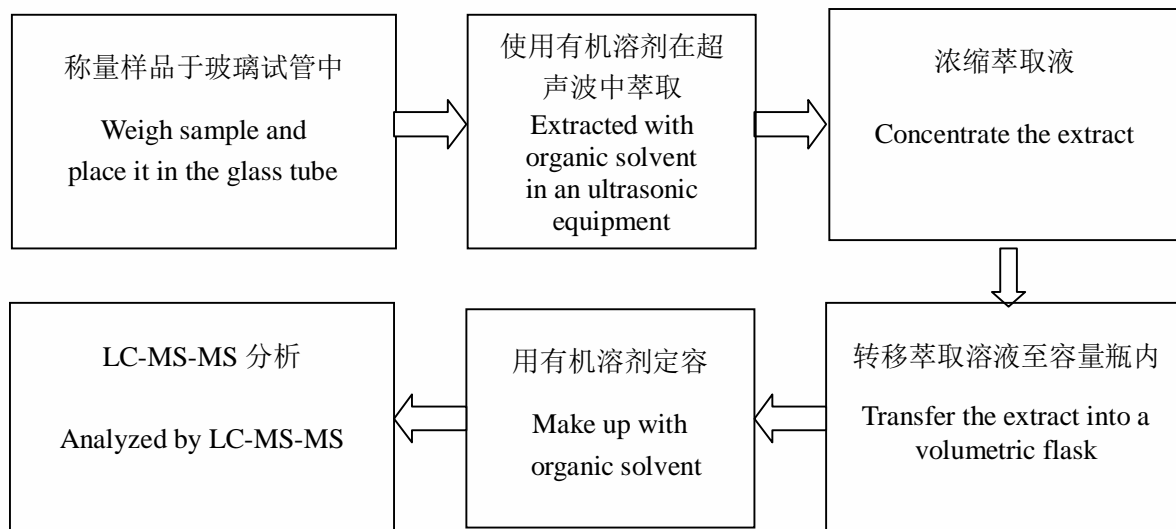 称量样品于玻璃试管中
Weigh sample and
place it in the glass tube
使用有机溶剂在超
声波中萃取
Extracted with
organic solvent
in an ultrasonic
equipment
浓缩萃取液
Concentrate the extract
转移萃取溶液至容量瓶内
Transfer the extract into a
volumetric flask
用有机溶剂定容
Make up with
organic solvent
LC-MS-MS 分析
Analyzed by LC-MS-MS